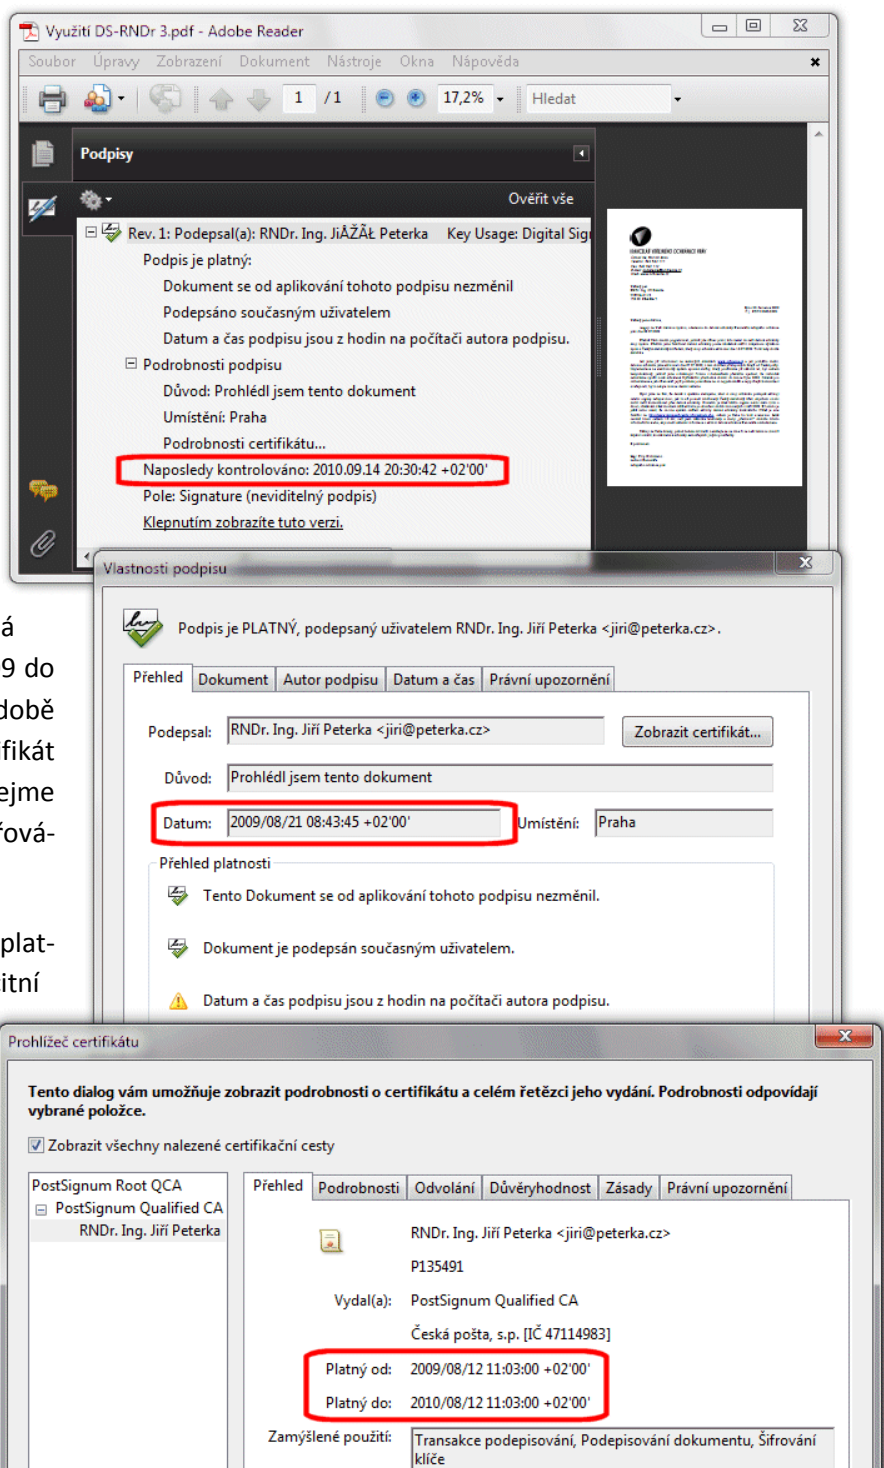 Využití DS-RNDr 3.pdf - Adobe Reader
Soubor Úpravy Zobrazení Dokument Nástroje Okna Nápověda
1 / 1 17,2% Hledat
Podpisy
Ověřit vše
Rev. 1: Podepsal(a): RNDr. Ing. JiÅŽÃŁ Peterka Key Usage: Digital Sig
Podpis je platný:
Dokument se od aplikování tohoto podpisu nezměnil
Podepsáno současným uživatelem
Datum a čas podpisu jsou z hodin na počítači autora podpisu.
Podrobnosti podpisu
Důvod: Prohlédl jsem tento dokument
Umístění: Praha
Podrobnosti certifikátu...
Naposledy kontrolováno: 2010.09.14 20:30:42 +02'00'
Pole: Signature (neviditelný podpis)
Klepnutím zobrazíte tuto verzi.
Vlastnosti podpisu
Podpis je PLATNÝ, podepsaný uživatelem RNDr. Ing. Jiří Peterka <jiri@peterka.cz>.
Přehled Dokument Autor podpisu Datum a čas Právní upozornění
Podepsal: RNDr. Ing. Jiří Peterka <jiri@peterka.cz> Zobrazit certifikát...
Důvod: Prohlédl jsem tento dokument
Datum: 2009/08/21 08:43:45 +02'00' Umístění: Praha
Přehled platnosti
Tento Dokument se od aplikování tohoto podpisu nezměnil.
Dokument je podepsán současným uživatelem.
Datum a čas podpisu jsou z hodin na počítači autora podpisu.
á
9 do
době
ifikát
ejme
řová-
plat-
itní
Prohlížeč certifikátu
Tento dialog vám umožňuje zobrazit podrobnosti o certifikátu a celém řetězci jeho vydání. Podrobnosti odpovídají
vybrané položce.
Zobrazit všechny nalezené certifikační cesty
PostSignum Root QCA
PostSignum Qualified CA
RNDr. Ing. Jiří Peterka
Přehled Podrobnosti Odvolání Důvěryhodnost Zásady Právní upozornění
RNDr. Ing. Jiří Peterka <jiri@peterka.cz>
P135491
Vydal(a): PostSignum Qualified CA
Česká pošta, s.p. [IČ 47114983]
Platný od: 2009/08/12 11:03:00 +02'00'
Platný do: 2010/08/12 11:03:00 +02'00'
Zamýšlené použití: Transakce podepisování, Podepisování dokumentu, Šifrování
klíče